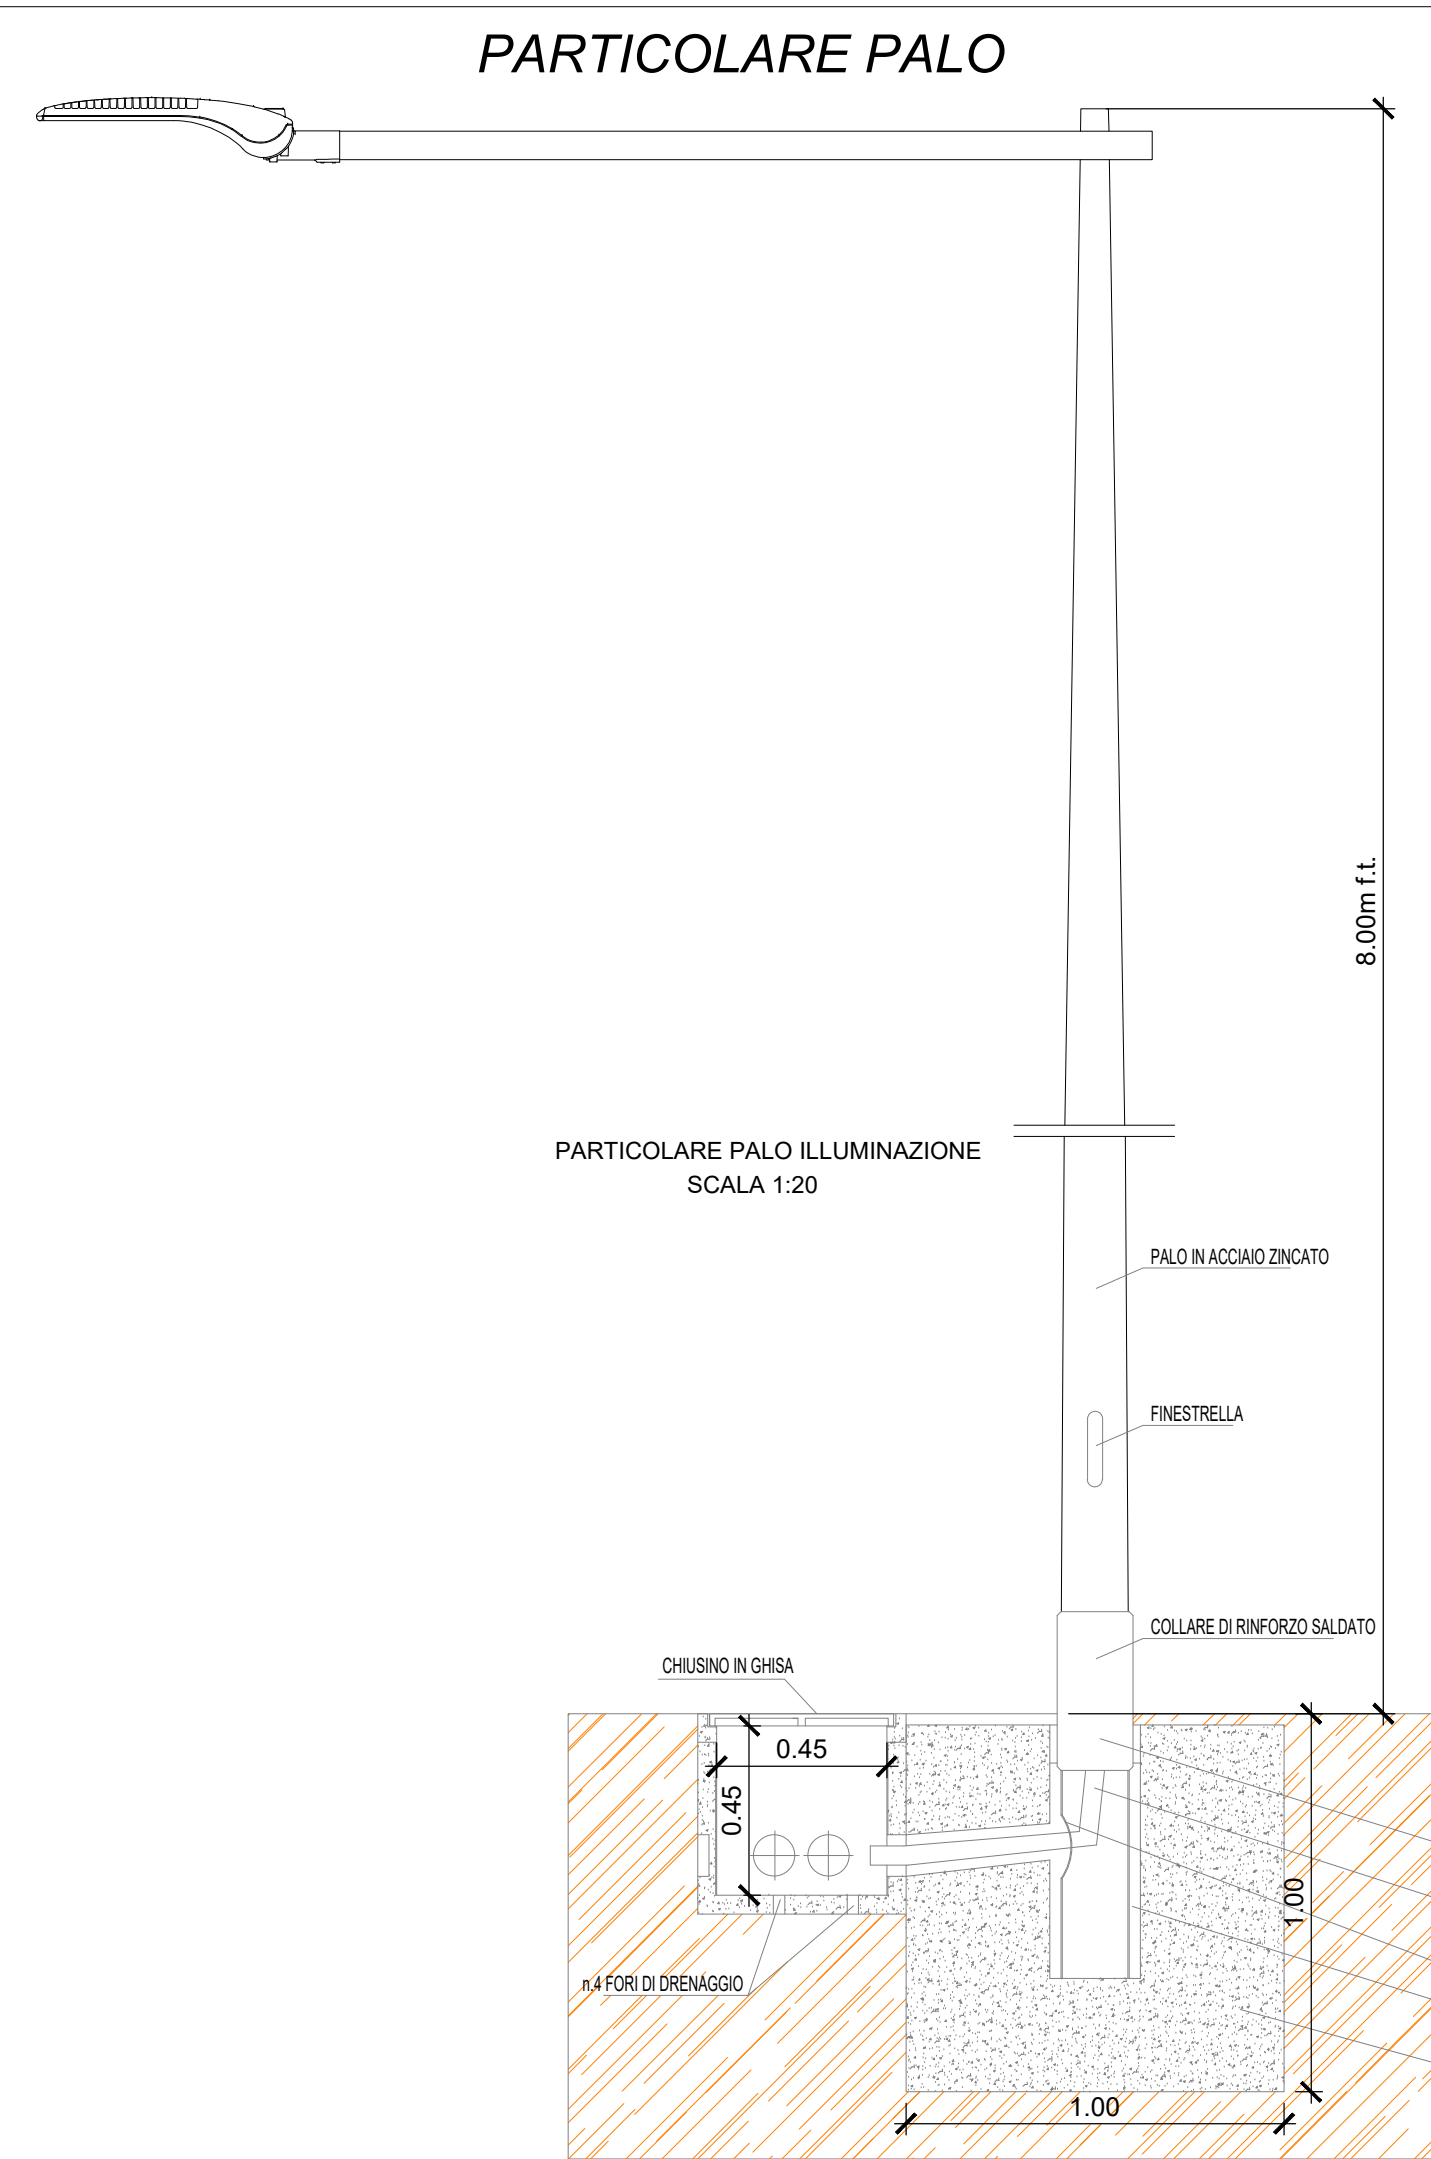 PARTICOLARE PALO
8.00m f.t.
PARTICOLARE PALO ILLUMINAZIONE
SCALA 1:20
PALO IN ACCIAIO ZINCATO
FINESTRELLA
COLLARE DI RINFORZO SALDATO
CHIUSINO IN GHISA
0.45
0.45
1.00
n.4 FORI DI DRENAGGIO
1.00